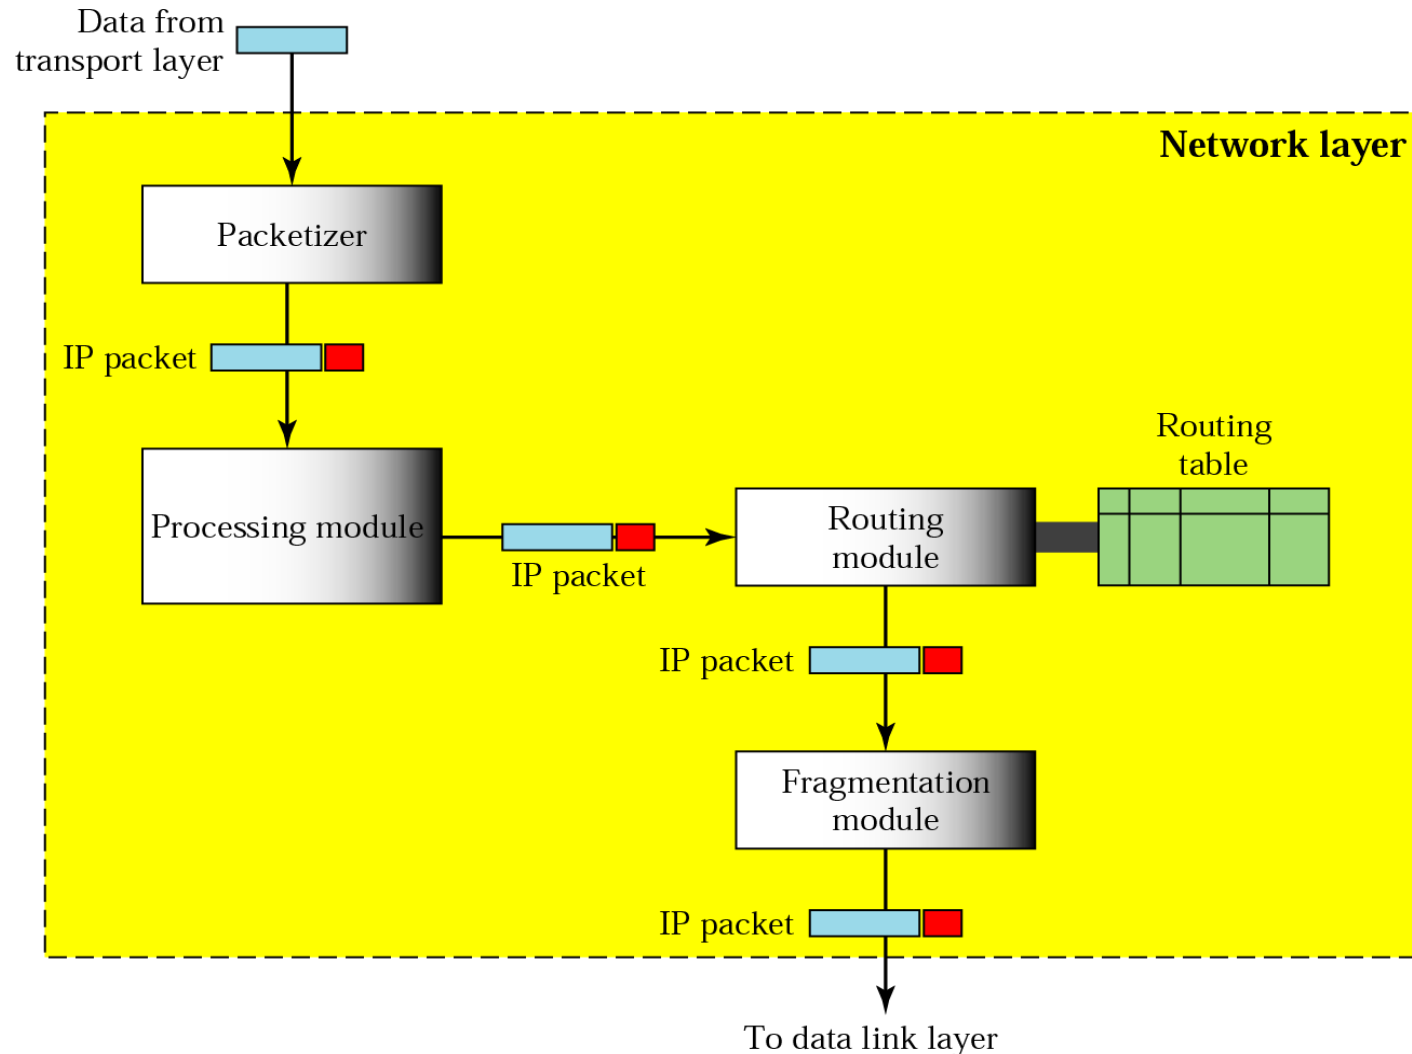 Data from
transport layer
Network layer
Packetizer
IP packet
Processing module
IP packet
Routing
module
Routing
table
IP packet
Fragmentation
module
IP packet
To data link layer